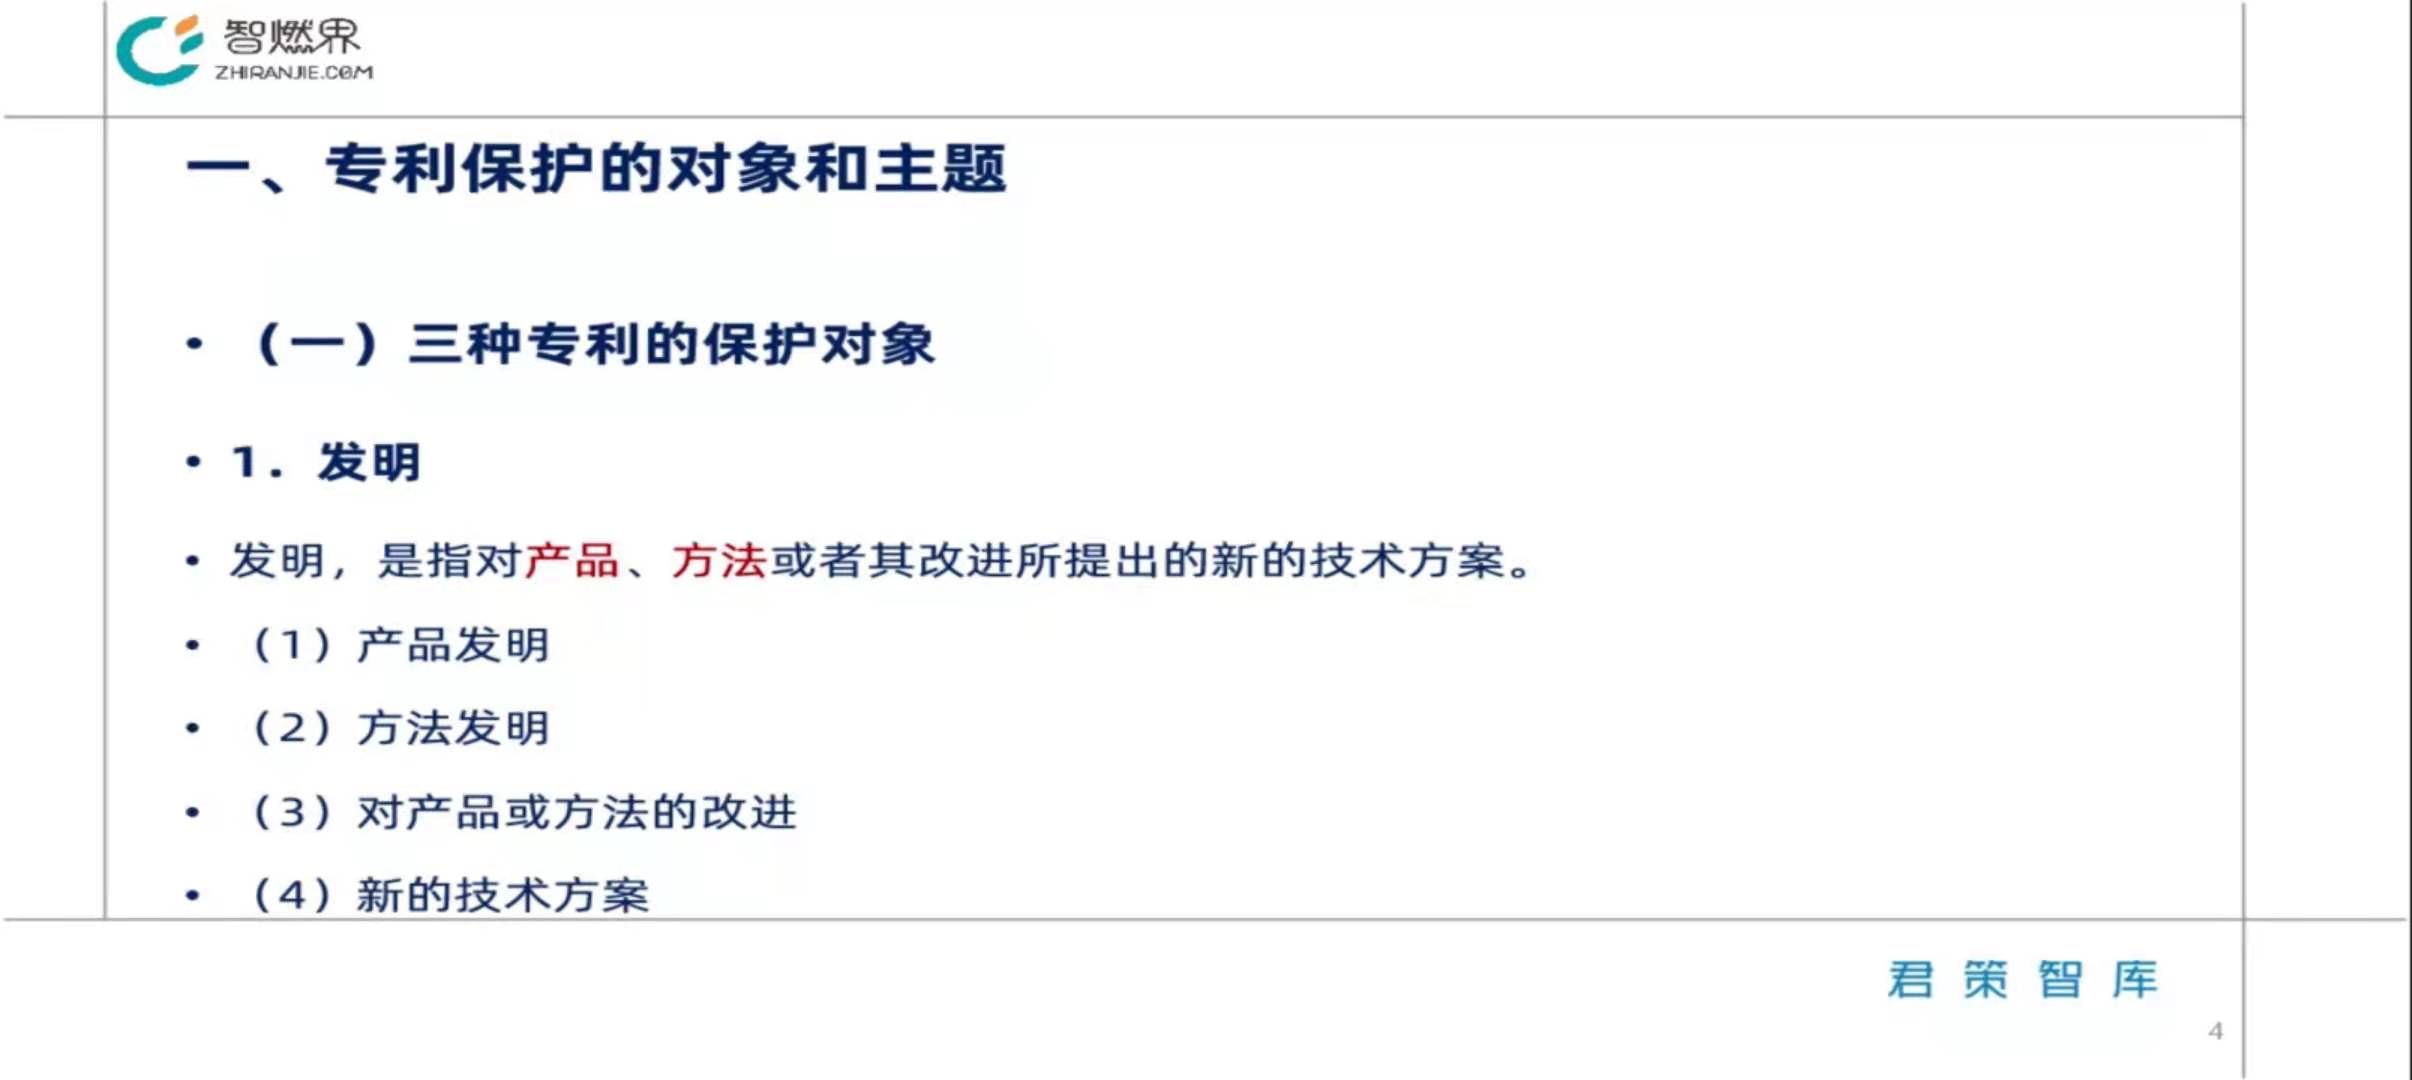 智燃界
ZHIRANJIE.COM
一、专利保护的对象和主题
• （一）三种专利的保护对象
• 1. 发明
• 发明，是指对产品、方法或者其改进所提出的新的技术方案。
• （1）产品发明
• （2）方法发明
• （3）对产品或方法的改进
• （4）新的技术方案
君策智库
4